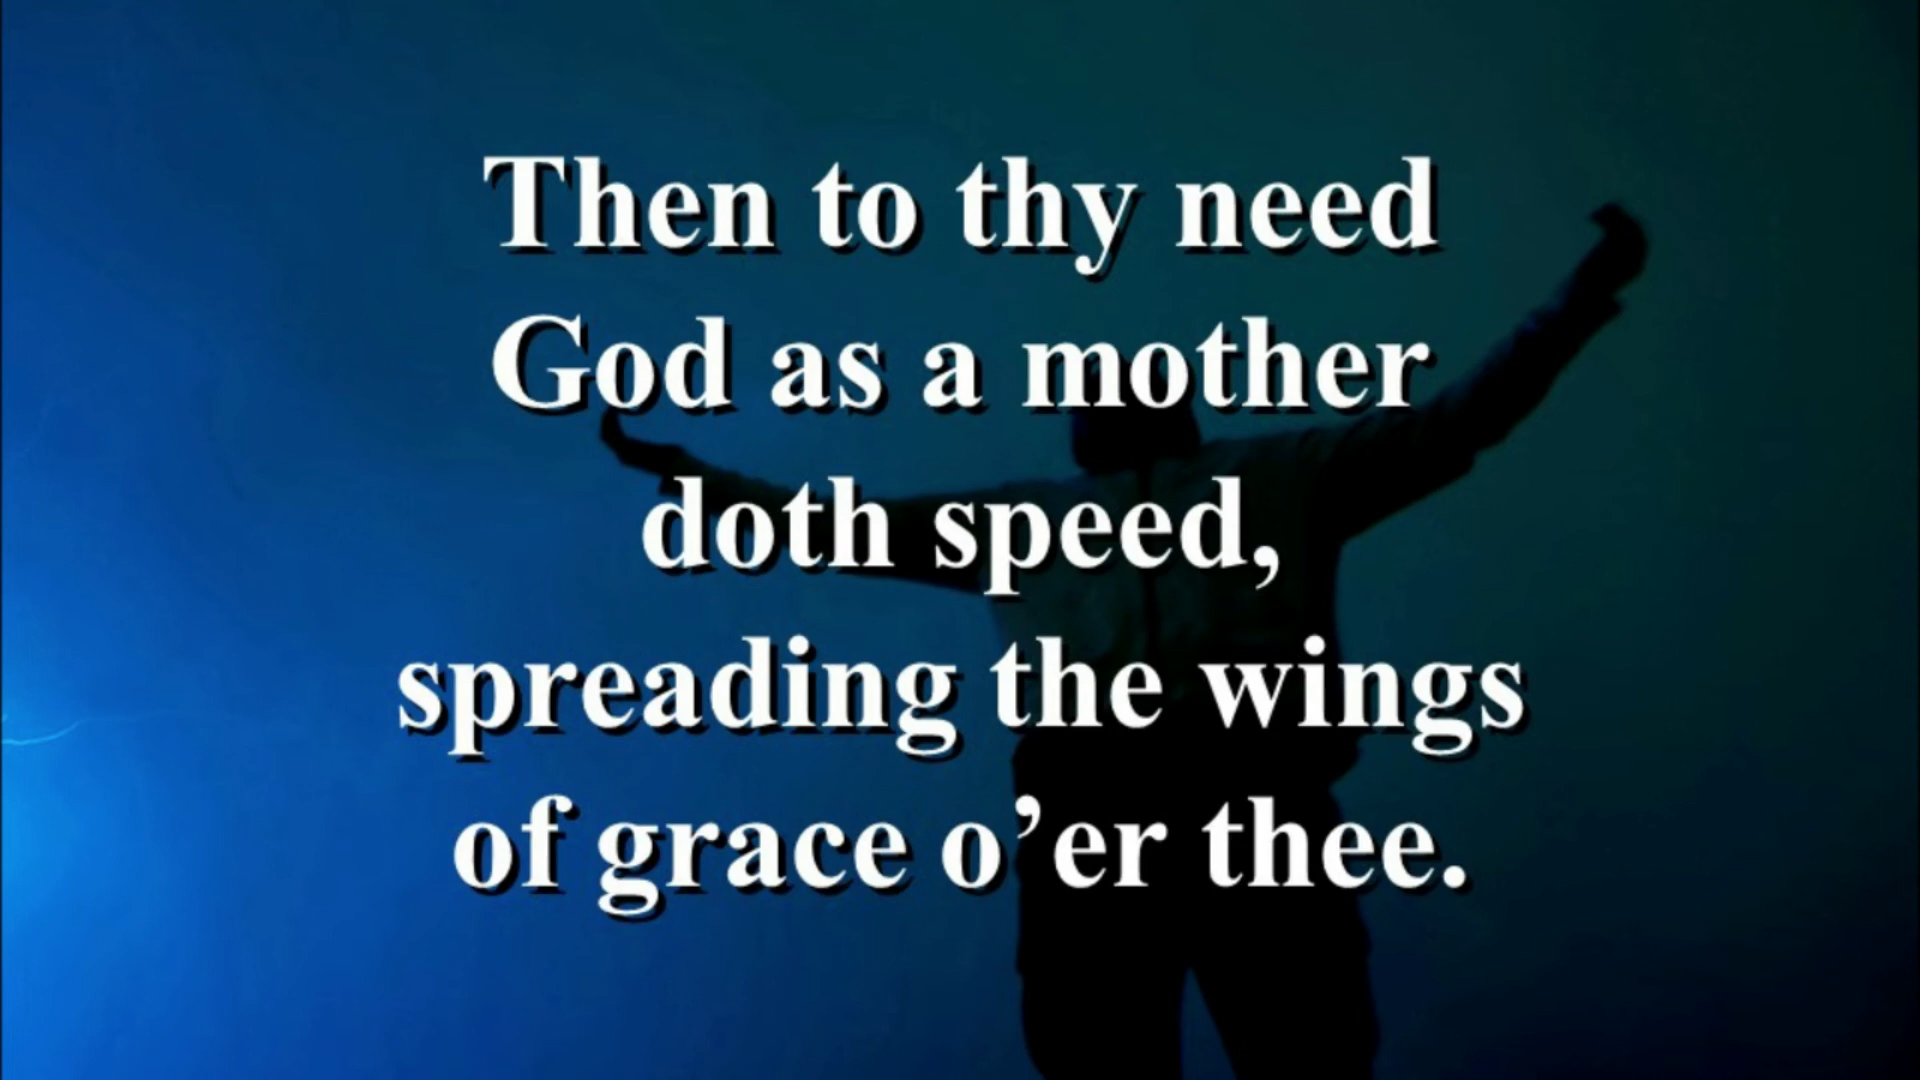 Then to thy need
God as a mother
doth speed,
spreading the wings
of grace o’er thee.